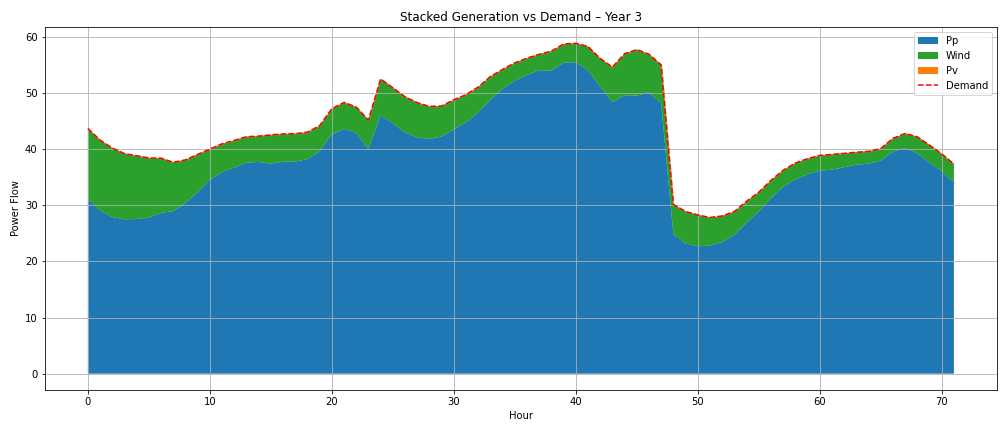 Stacked Generation vs Demand – Year 3
Pp
Wind
Pv
Demand
Power Flow
60
50
40
30
20
10
0
0 10 20 30 40 50 60 70
Hour